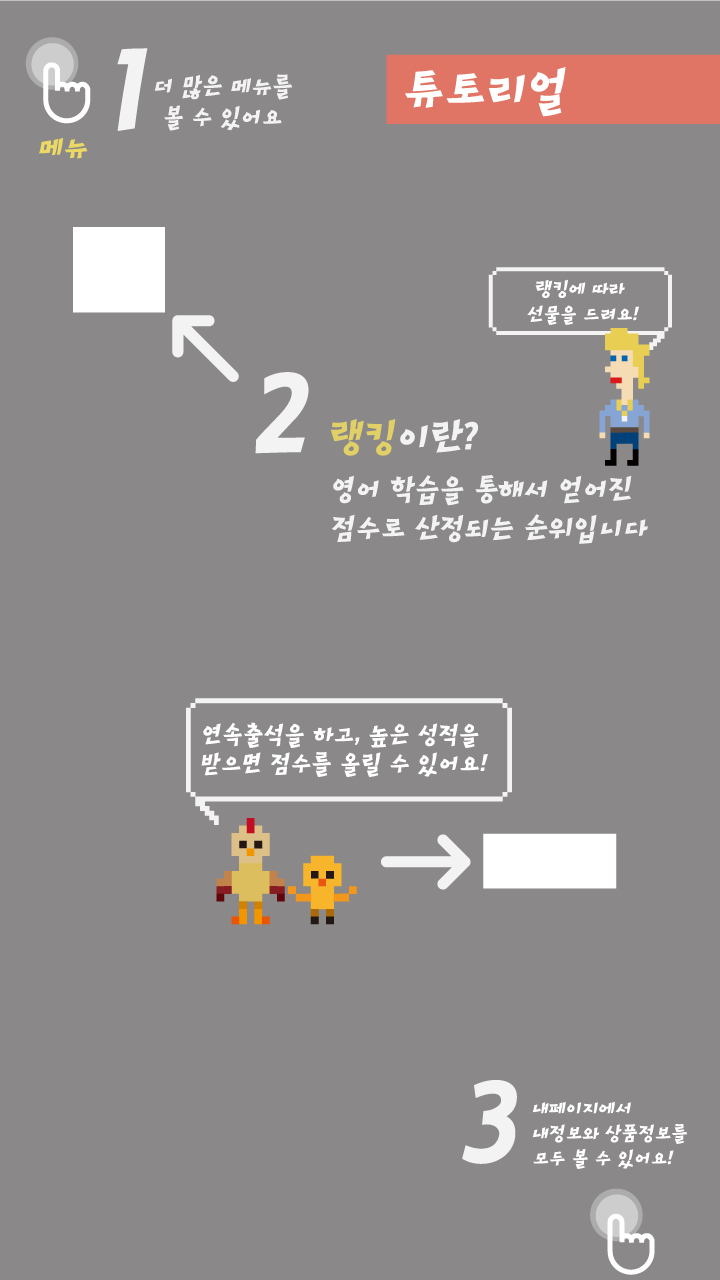 튜토리얼
1
더 많은 메뉴를
볼 수 있어요
메뉴
랭킹에 따라
선물을 드려요!
2
랭킹이란?
영어 학습을 통해서 얻어진
점수로 산정되는 순위입니다
연속출석을 하고, 높은 성적을
받으면 점수를 올릴 수 있어요!
3
내페이지에서
내정보와 상품정보를
모두 볼 수 있어요!